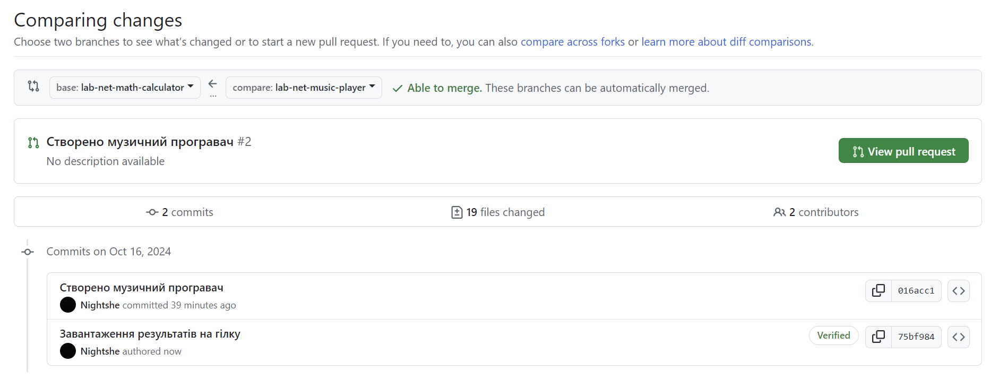 Comparing changes
Choose two branches to see what's changed or to start a new pull request. If you need to, you can also compare across forks or learn more about diff comparisons.
base: lab-net-math-calculator ... compare: lab-net-music-player Able to merge. These branches can be automatically merged.
Створено музичний програвач #2
No description available
View pull request
2 commits 19 files changed 2 contributors
Commits on Oct 16, 2024
Створено музичний програвач
Nightshe committed 39 minutes ago
016acc1
Завантаження результатів на гілку
Nightshe authored now
Verified 75bf984